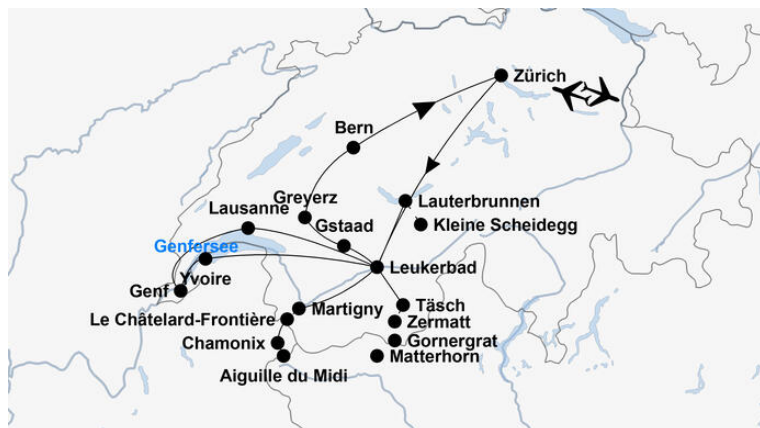 Zürich
Bern
Lauterbrunnen
Greyerz
Lausanne
Gstaad
Kleine Scheidegg
Genfersee
Leukerbad
Yvoire
Genf
Martigny
Täsch
Le Châtelard-Frontière
Zermatt
Chamonix
Gornergrat
Matterhorn
Aiguille du Midi